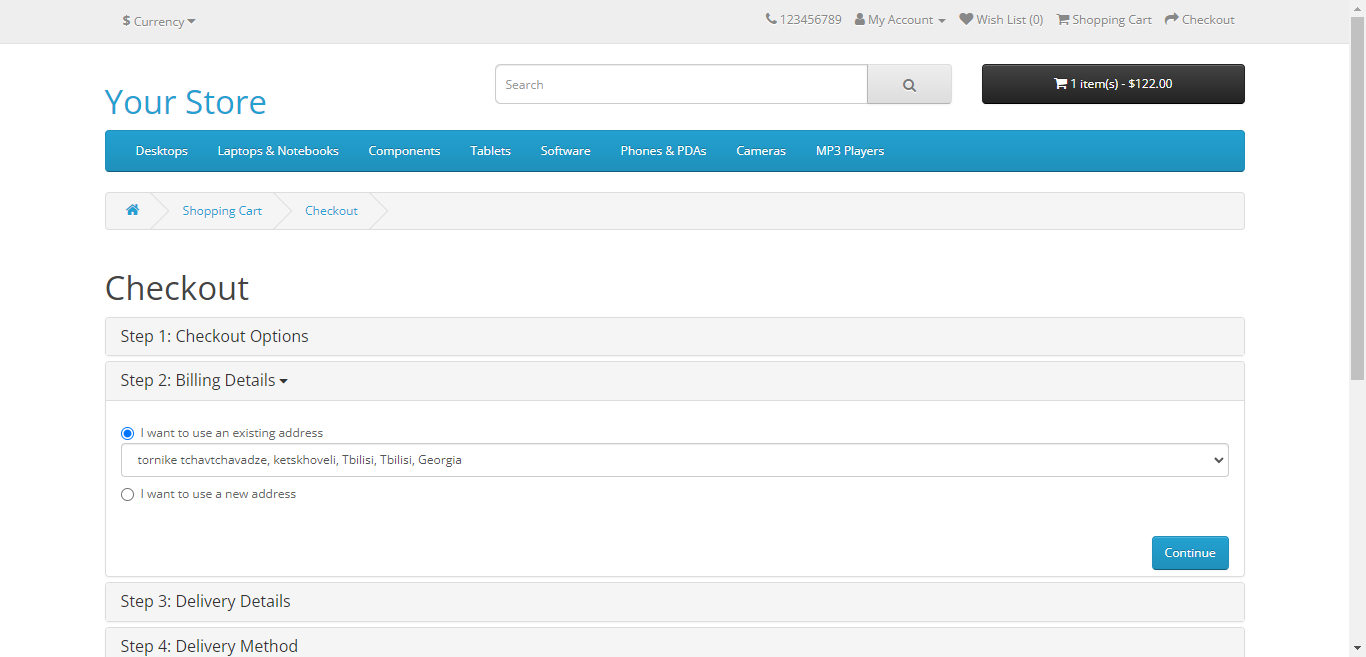 $ Currency
123456789 My Account Wish List (0) Shopping Cart Checkout
Your Store
Search
1 item(s) - $122.00
Desktops Laptops & Notebooks Components Tablets Software Phones & PDAs Cameras MP3 Players
Shopping Cart Checkout
Checkout
Step 1: Checkout Options
Step 2: Billing Details
I want to use an existing address
tornike tchavtchavadze, ketskhoveli, Tbilisi, Tbilisi, Georgia
I want to use a new address
Continue
Step 3: Delivery Details
Step 4: Delivery Method